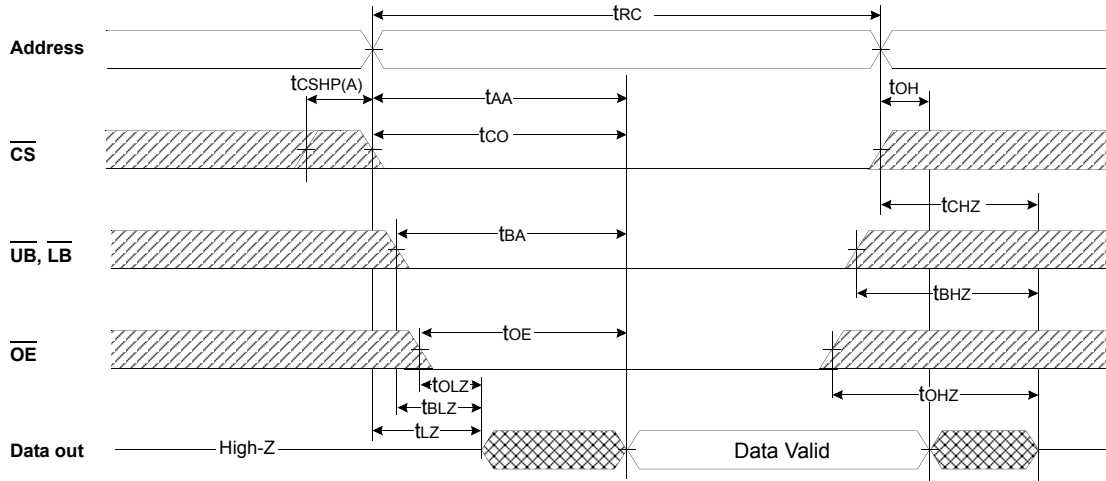 tRC
Address
tCSHP(A)
tAA
tOH
tCO
CS
tCHZ
tBA
UB, LB
tBHZ
tOE
OE
tOLZ
tOHZ
tBLZ
tLZ
Data out
High-Z
Data Valid